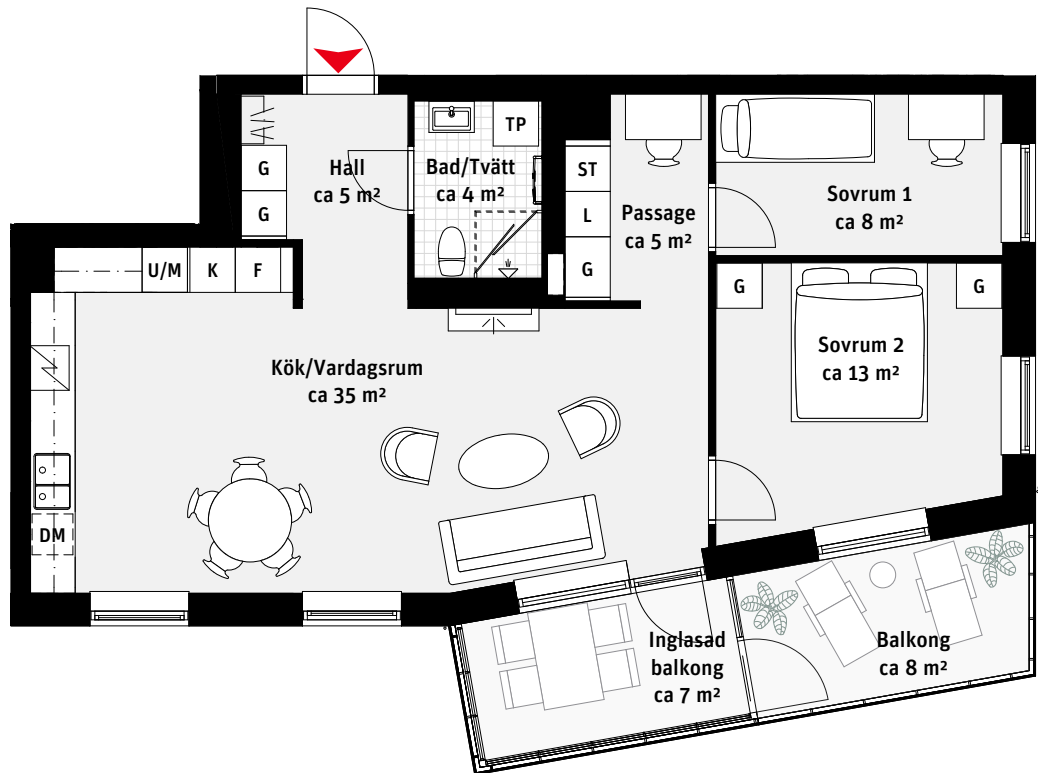 TP
G
Hall
ca 5 m²
G
Bad/Tvätt
ca 4 m²
ST
L
G
Passage
ca 5 m²
Sovrum 1
ca 8 m²
U/M
K
F
G
G
Sovrum 2
ca 13 m²
Kök/Vardagsrum
ca 35 m²
DM
Inglasad
balkong
ca 7 m²
Balkong
ca 8 m²